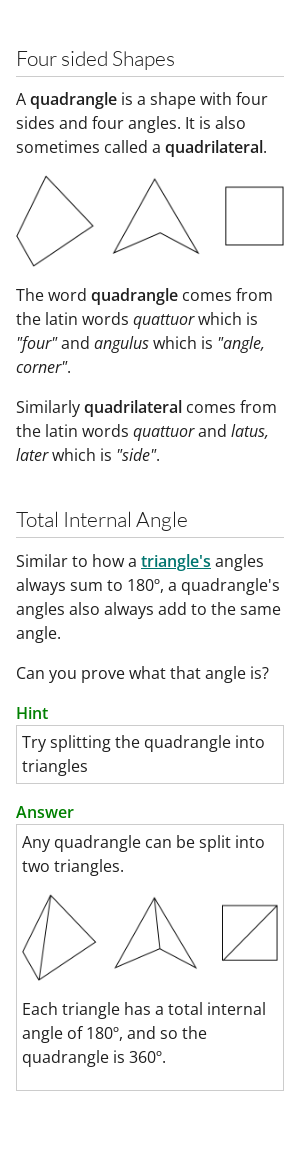 Four sided Shapes
A quadrangle is a shape with four
sides and four angles. It is also
sometimes called a quadrilateral.
The word quadrangle comes from
the latin words quattuor which is
"four" and angulus which is "angle,
corner".
Similarly quadrilateral comes from
the latin words quattuor and latus,
later which is "side".
Total Internal Angle
Similar to how a triangle's angles
always sum to 180º, a quadrangle's
angles also always add to the same
angle.
Can you prove what that angle is?
Hint
Try splitting the quadrangle into
triangles
Answer
Any quadrangle can be split into
two triangles.
Each triangle has a total internal
angle of 180º, and so the
quadrangle is 360º.